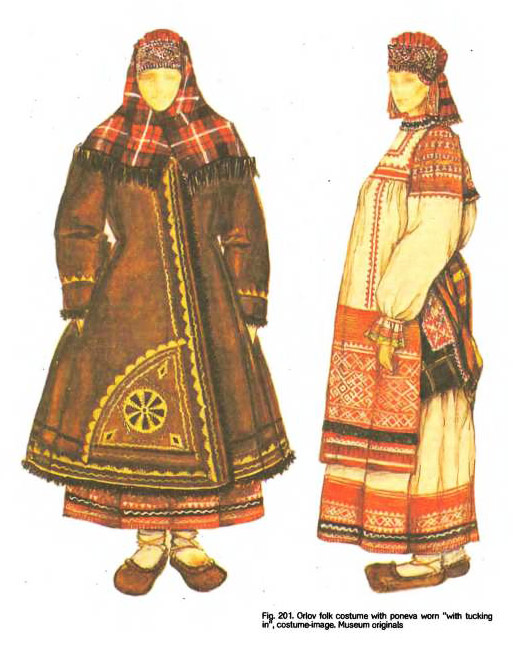 Fig. 201. Orlov folk costume with poneva worn "with tucking
in", costume-image. Museum originals